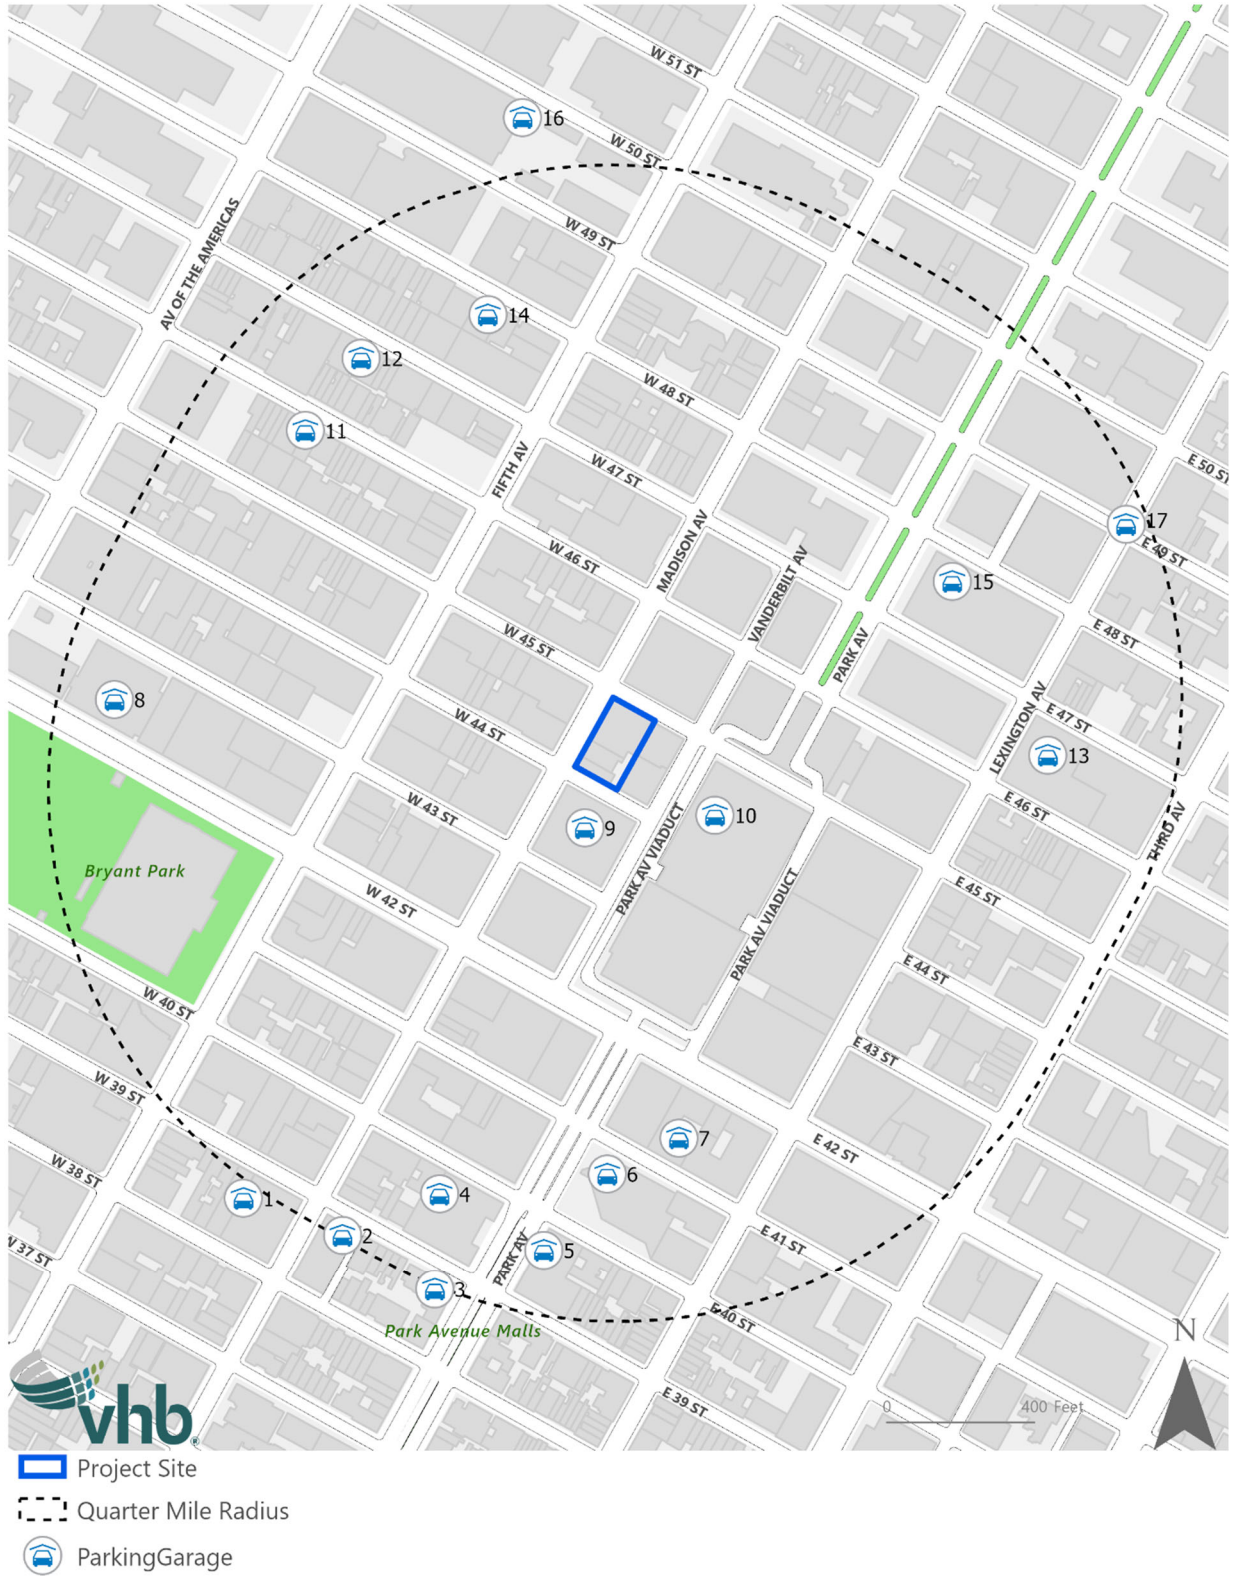 W 51 ST
16
W 50 ST
AV OF THE AMERICAS
W 49 ST
14
12
W 48 ST
11
FIFTH AV
W 47 ST
E 50 ST
17
E 49 ST
MADISON AV
W 46 ST
VANDERBILT AV
15
E 48 ST
W 45 ST
PARK AV
8
W 44 ST
LEXINGTON AV
E 47 ST
13
W 43 ST
E 46 ST
9
10
THIRD AV
PARK AV VIADUCT
Bryant Park
E 45 ST
W 42 ST
PARK AV VIADUCT
E 44 ST
W 40 ST
E 43 ST
W 39 ST
7
E 42 ST
W 38 ST
6
1
4
2
W 37 ST
PARK AV
5
E 41 ST
3
E 40 ST
Park Avenue Malls
N
E 39 ST
0
400 Feet
vhb
Project Site
Quarter Mile Radius
ParkingGarage